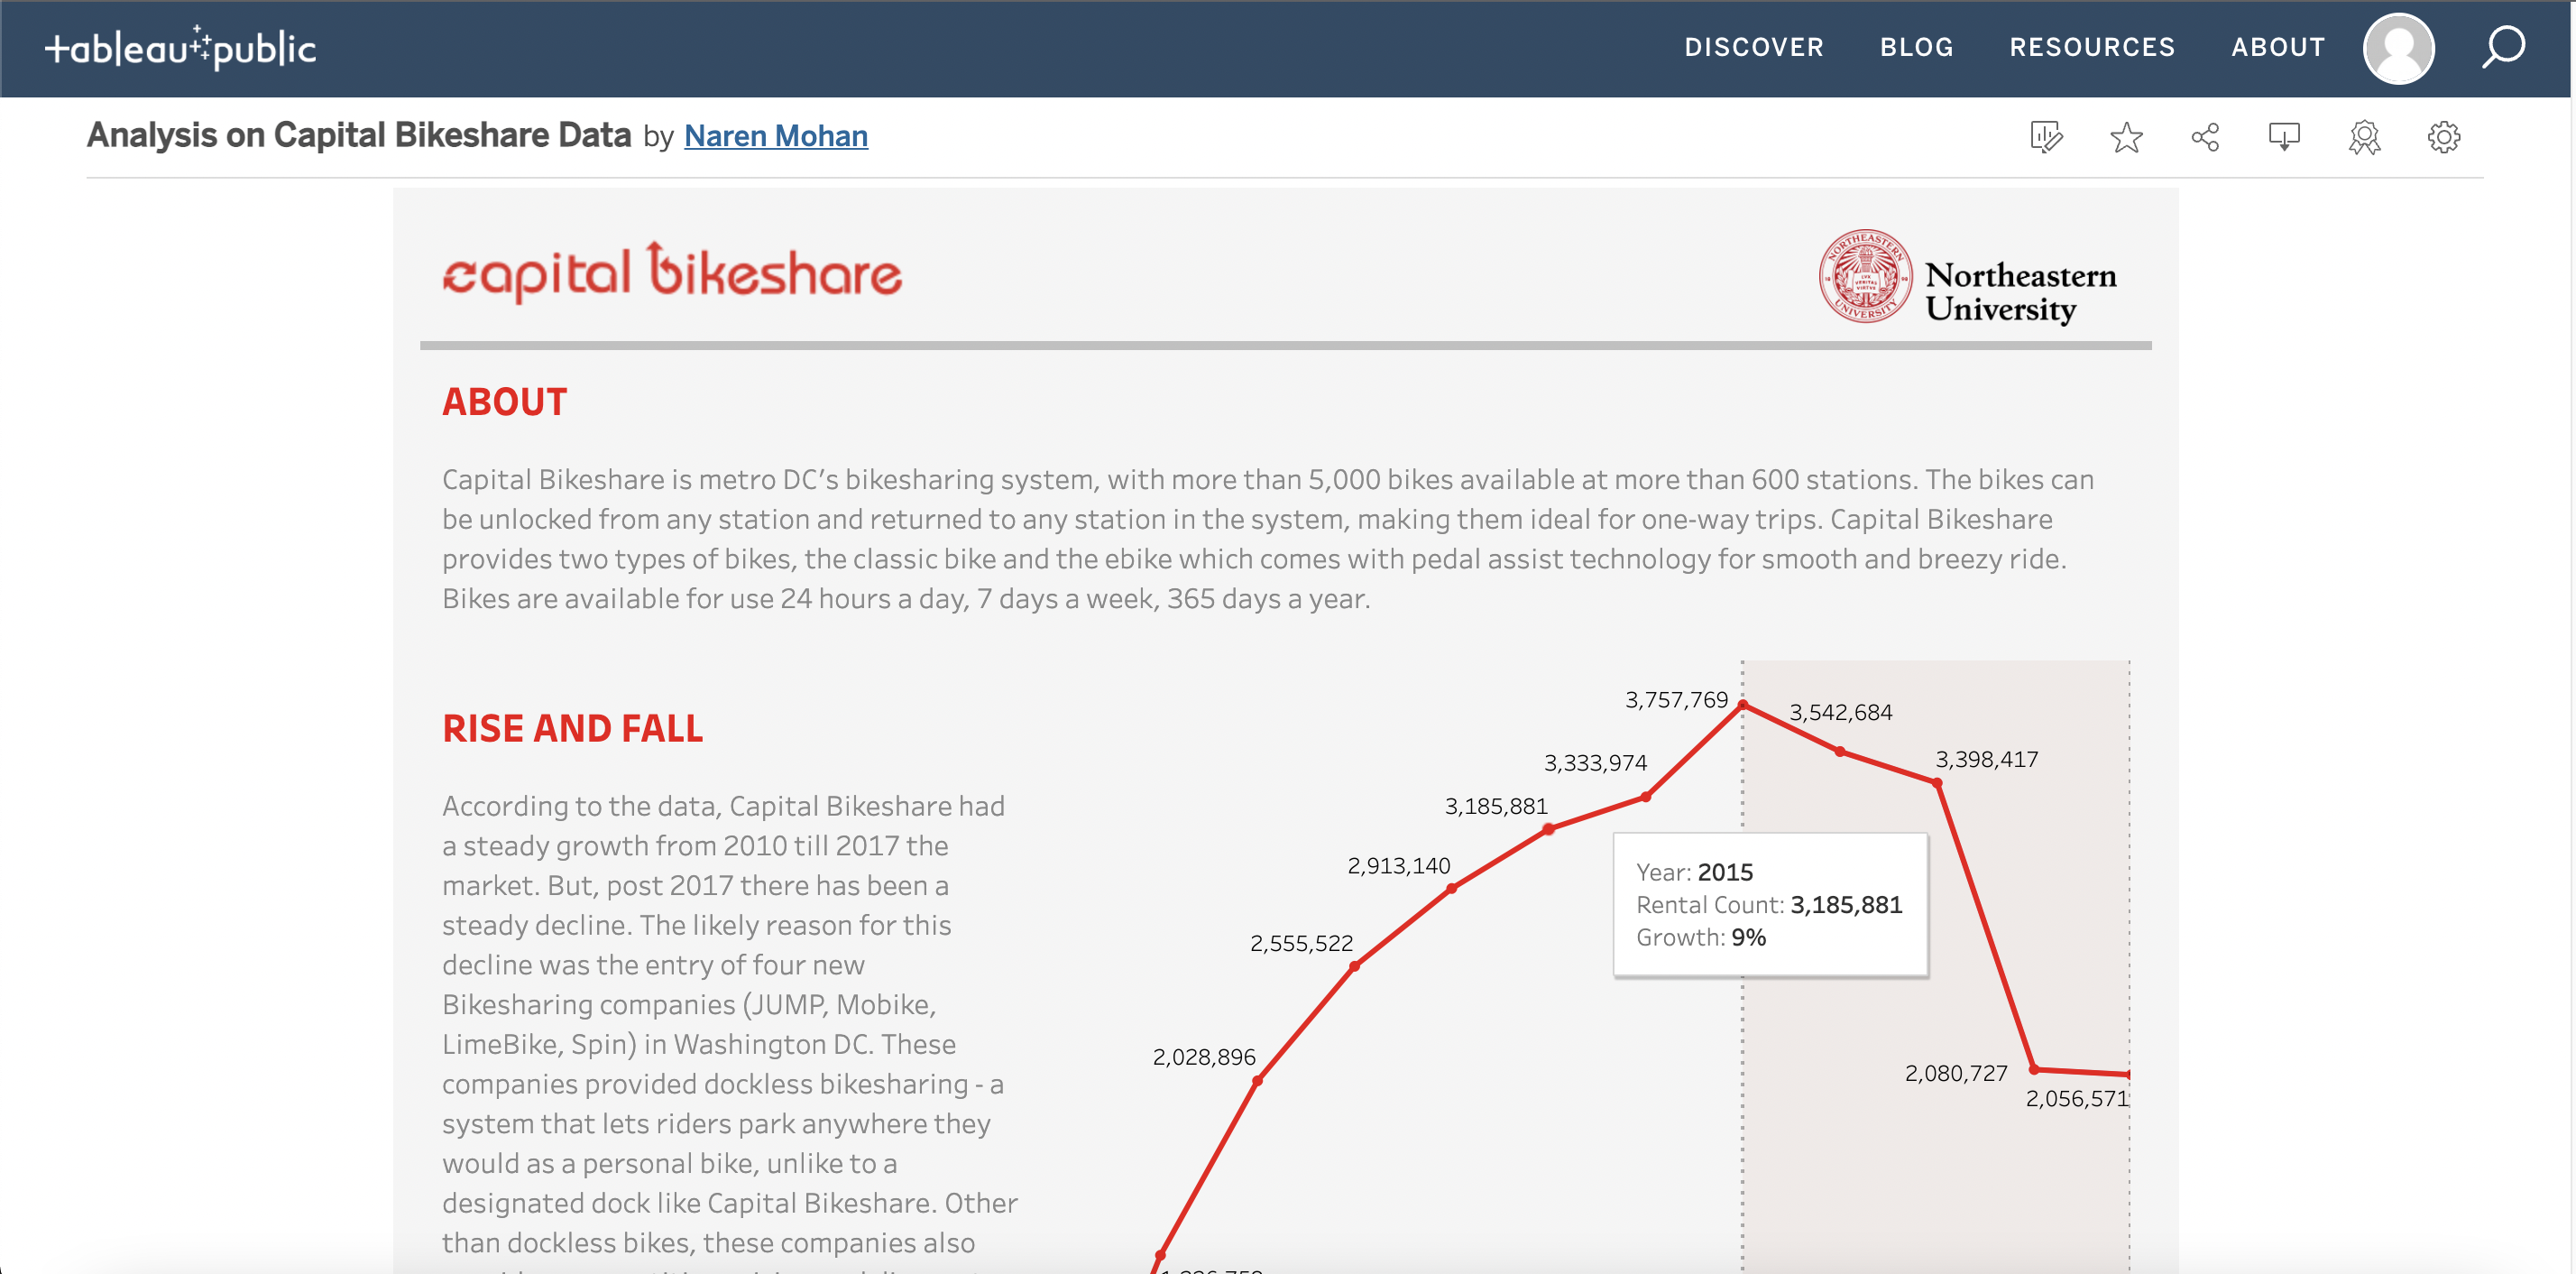 tableau public
DISCOVER BLOG RESOURCES ABOUT
Analysis on Capital Bikeshare Data by Naren Mohan
capital bikeshare
NORTHEASTERN
UNIVERSITY
LVX
VERITAS
VIRTVS
Northeastern
University
ABOUT
Capital Bikeshare is metro DC's bikesharing system, with more than 5,000 bikes available at more than 600 stations. The bikes can
be unlocked from any station and returned to any station in the system, making them ideal for one-way trips. Capital Bikeshare
provides two types of bikes, the classic bike and the ebike which comes with pedal assist technology for smooth and breezy ride.
Bikes are available for use 24 hours a day, 7 days a week, 365 days a year.
RISE AND FALL
According to the data, Capital Bikeshare had
a steady growth from 2010 till 2017 the
market. But, post 2017 there has been a
steady decline. The likely reason for this
decline was the entry of four new
Bikesharing companies (JUMP, Mobike,
LimeBike, Spin) in Washington DC. These
companies provided dockless bikesharing - a
system that lets riders park anywhere they
would as a personal bike, unlike to a
designated dock like Capital Bikeshare. Other
than dockless bikes, these companies also
2,028,896
2,555,522
2,913,140
3,185,881
3,333,974
3,757,769
3,542,684
3,398,417
2,080,727
2,056,571
Year: 2015
Rental Count: 3,185,881
Growth: 9%